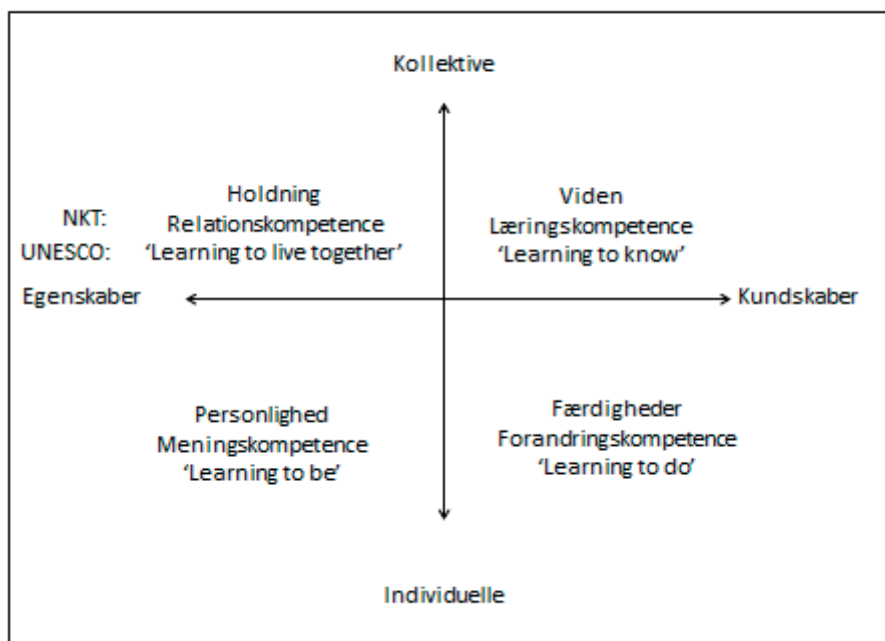 Kollektive
Holdning
NKT: Relationskompetence
UNESCO: ‘Learning to live together’
Viden
Læringskompetence
‘Learning to know’
Egenskaber
Kundskaber
Personlighed
Meningskompetence
‘Learning to be’
Færdigheder
Forandringskompetence
‘Learning to do’
Individuelle